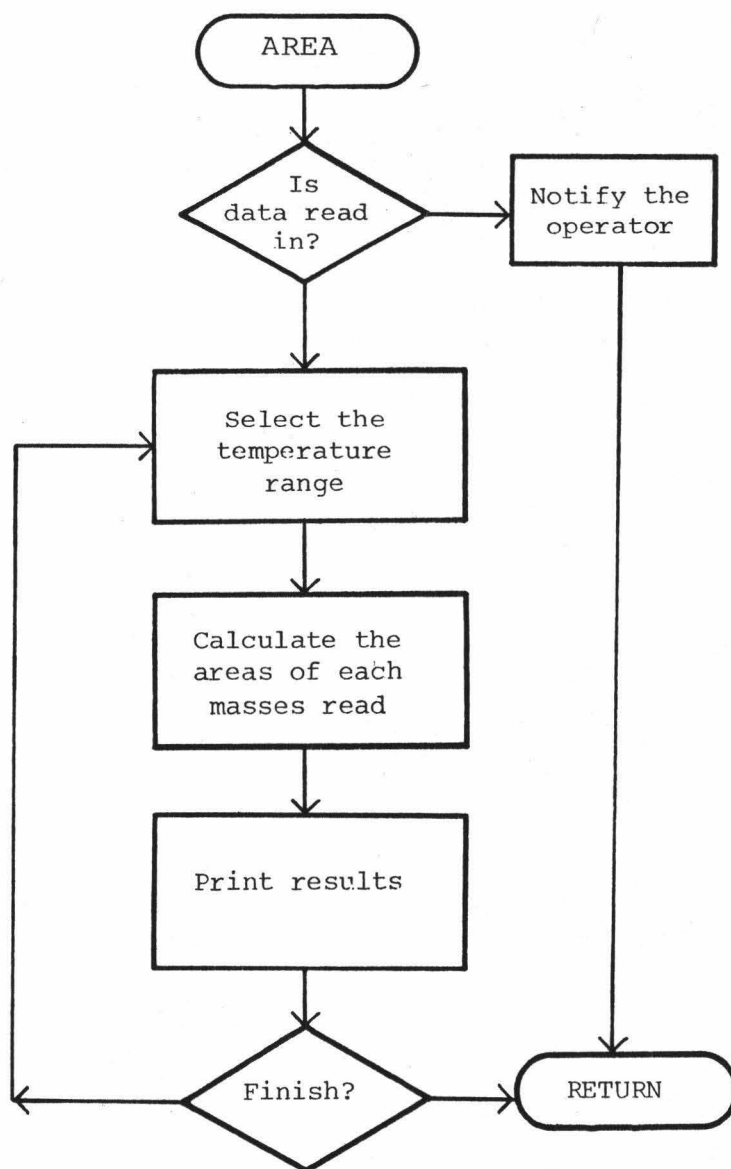 AREA
Is
data read
in?
Notify the
operator
Select the
temperature
range
Calculate the
areas of each
masses read
Print results
Finish?
RETURN